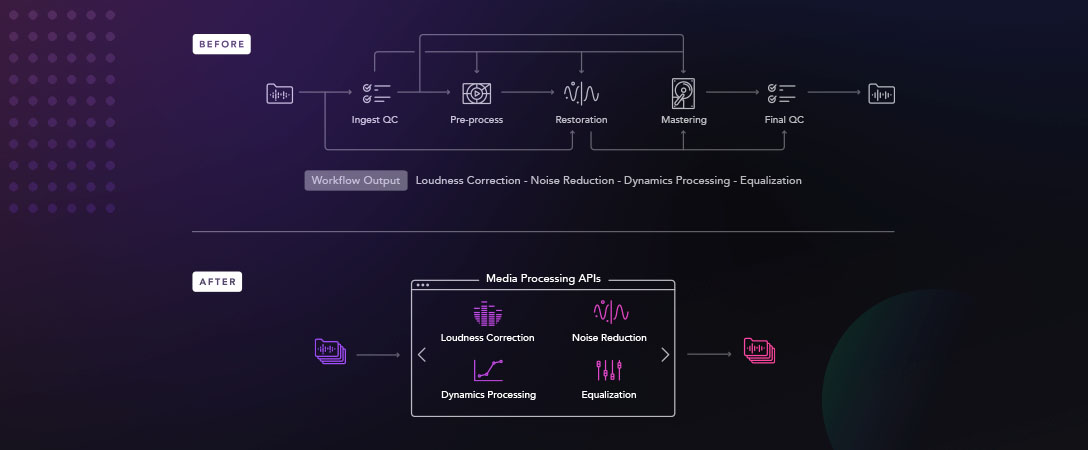 BEFORE
Ingest QC
Pre-process
Restoration
Mastering
Final QC
Workflow Output
Loudness Correction - Noise Reduction - Dynamics Processing - Equalization
AFTER
Media Processing APIs
Loudness Correction
Noise Reduction
Dynamics Processing
Equalization